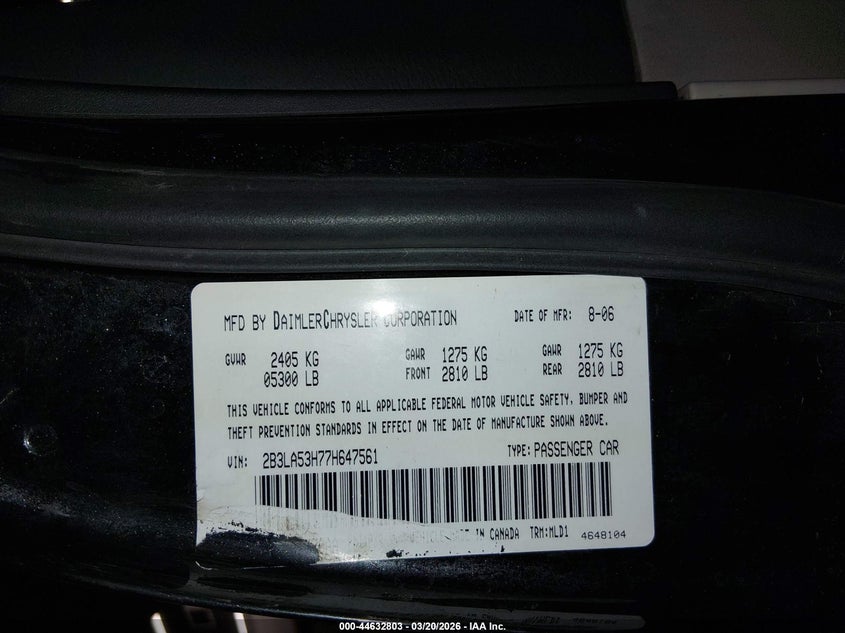 MFD BY DAIMLERCHRYSLER CORPORATION DATE OF MFR: 8-06
GVWR 2405 KG GAWR 1275 KG GAWR 1275 KG
05300 LB FRONT 2810 LB REAR 2810 LB
THIS VEHICLE CONFORMS TO ALL APPLICABLE FEDERAL MOTOR VEHICLE SAFETY, BUMPER AND
THEFT PREVENTION STANDARDS IN EFFECT ON THE DATE OF MANUFACTURE SHOWN ABOVE.
VIN: 2B3LA53H77H647561 TYPE: PASSENGER CAR
IN CANADA TRM:MLD1 4648104
000-44632803 - 03/20/2026 - IAA Inc.